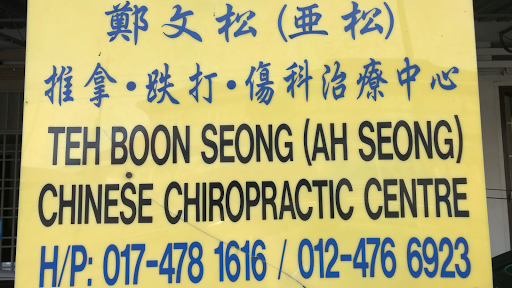 鄭文松(亜松)
推拿・跌打・傷科治療中心
TEH BOON SEONG (AH SEONG)
CHINESE CHIROPRACTIC CENTRE
H/P: 017-478 1616 / 012-476 6923